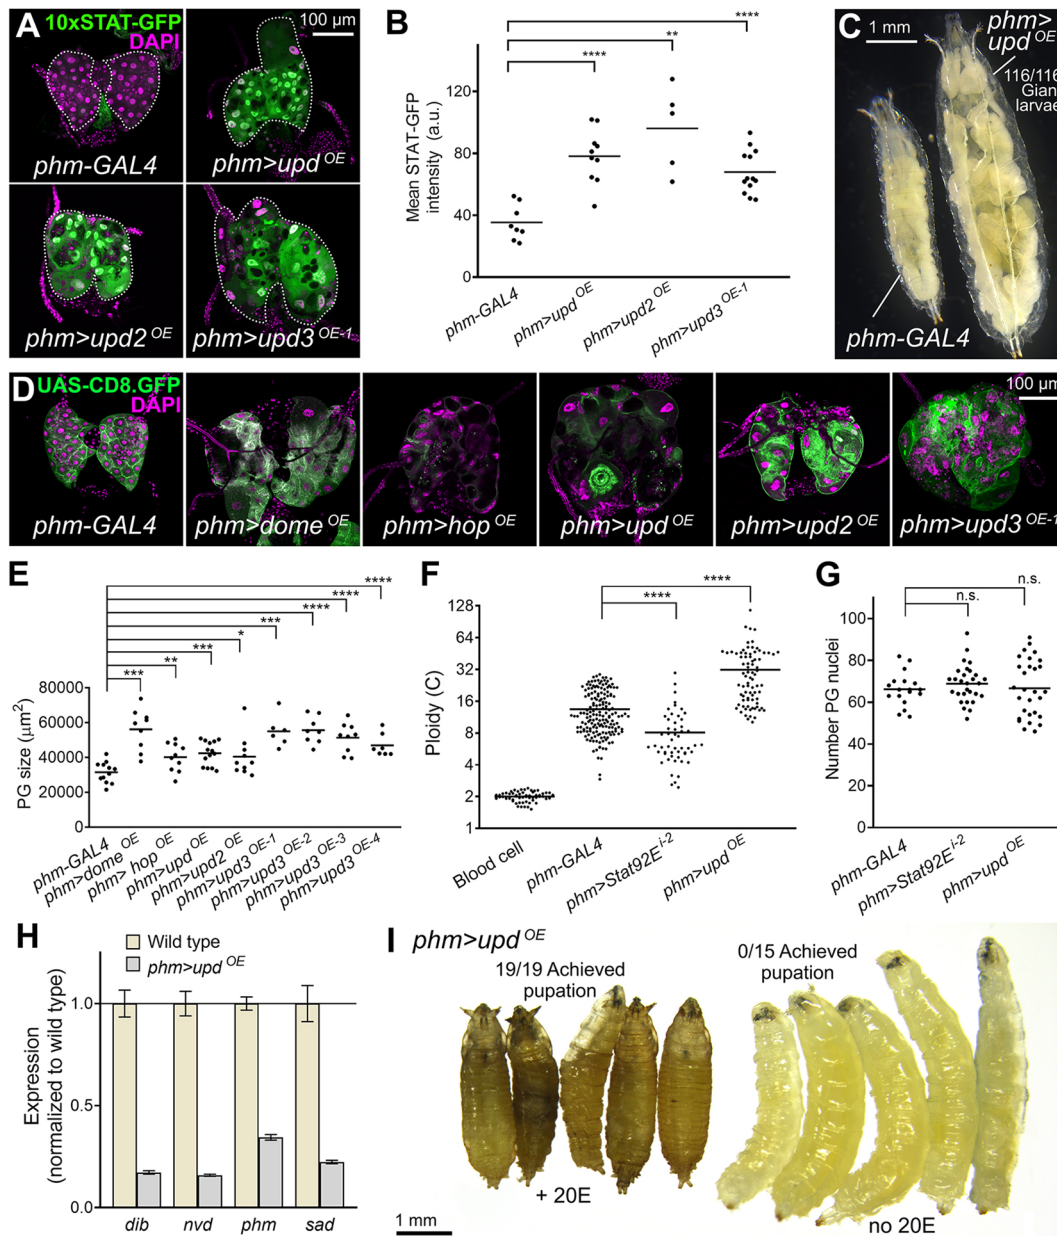 A
10xSTAT-GFP
DAPI
100 µm
phm-GAL4
phm>upd OE
phm>upd2 OE
phm>upd3 OE-1
B
****
**
****
Mean STAT-GFP
intensity (a.u.)
120
80
40
0
phm-GAL4
phm>upd OE
phm>upd2 OE
phm>upd3 OE-1
C
1 mm
phm>
upd OE
116/116
Giant
larvae
phm-GAL4
D
UAS-CD8.GFP
DAPI
100 µm
phm-GAL4
phm>dome OE
phm>hop OE
phm>upd OE
phm>upd2 OE
phm>upd3 OE-1
E
****
****
****
***
*
***
**
***
PG size (µm²)
80000
60000
40000
20000
0
phm-GAL4
phm>dome OE
phm> hop OE
phm>upd OE
phm>upd2 OE
phm>upd3 OE-1
phm>upd3 OE-2
phm>upd3 OE-3
phm>upd3 OE-4
F
****
****
Ploidy (C)
128
64
32
16
8
4
2
1
Blood cell
phm-GAL4
phm>Stat92E i-2
phm>upd OE
G
n.s.
n.s.
Number PG nuclei
100
80
60
40
20
0
phm-GAL4
phm>Stat92E i-2
phm>upd OE
H
Wild type
phm>upd OE
Expression
(normalized to wild type)
1.0
0.5
0.0
dib
nvd
phm
sad
I
phm>upd OE
19/19 Achieved
pupation
0/15 Achieved
pupation
+ 20E
no 20E
1 mm